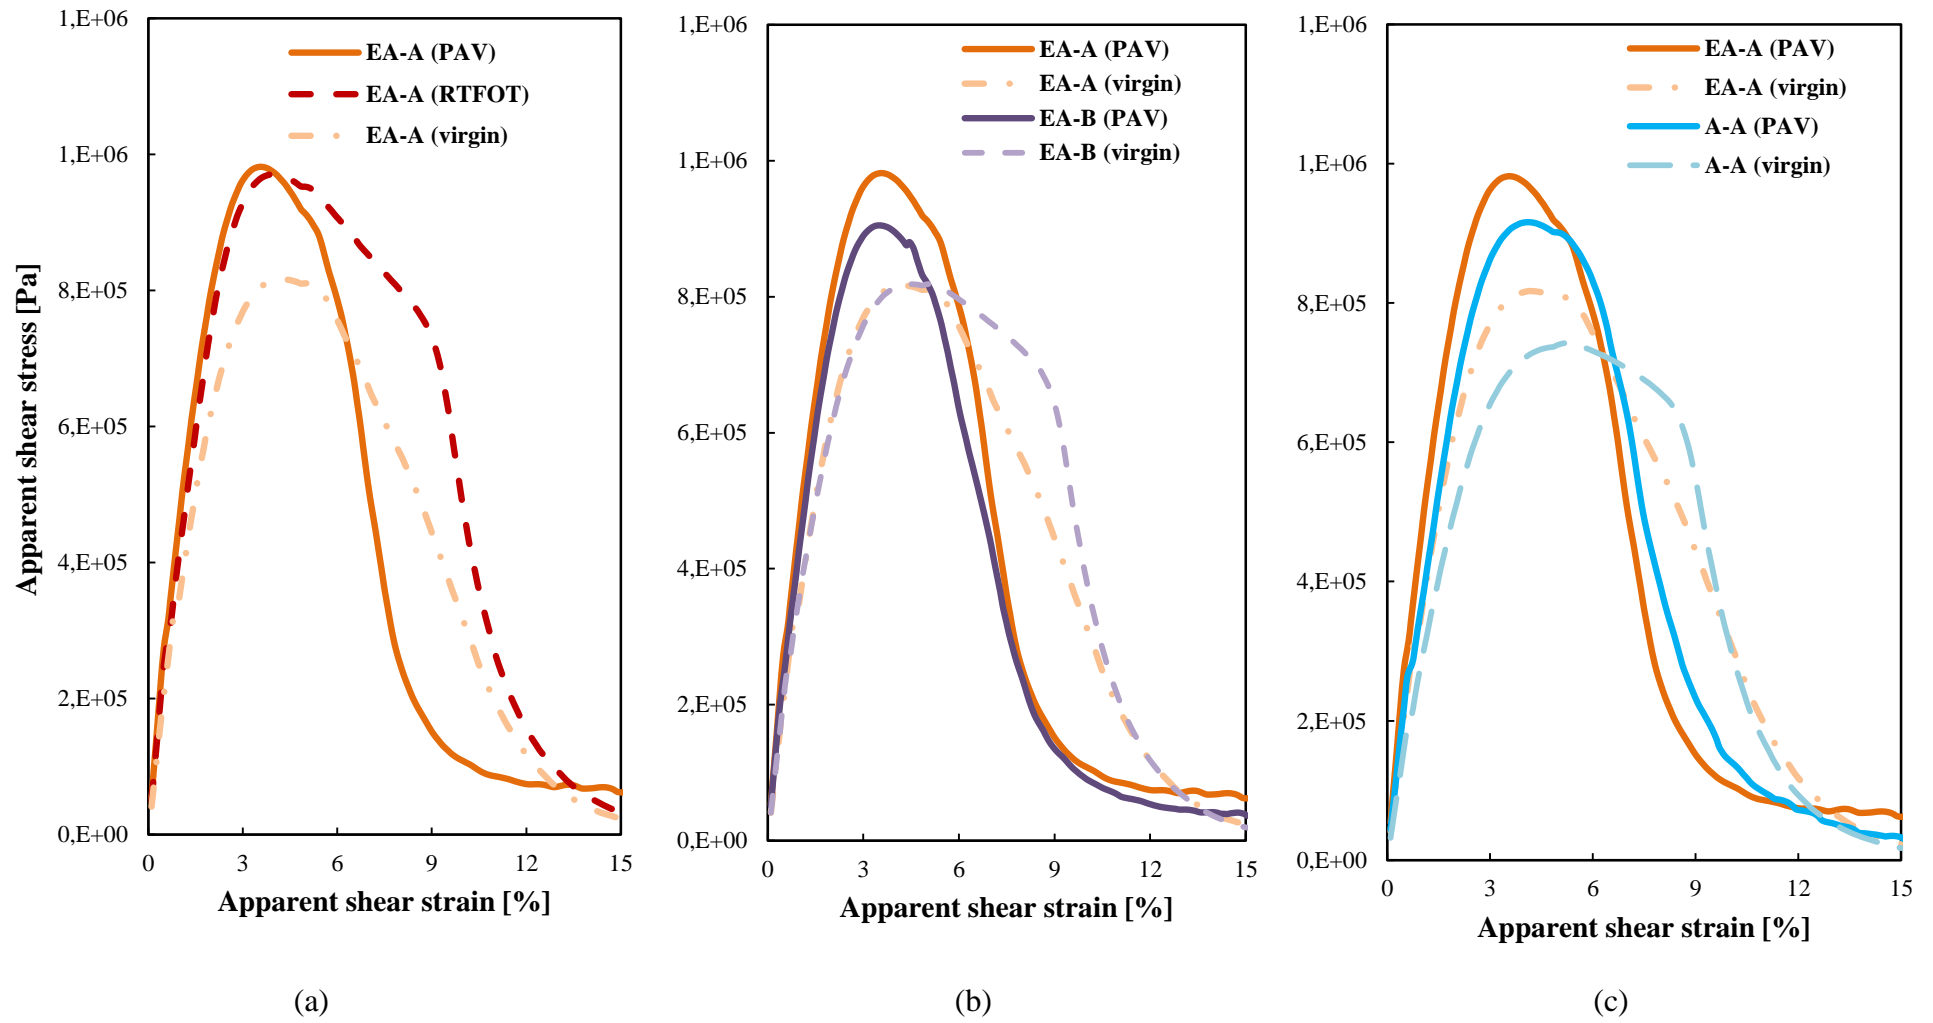 Apparent shear stress [Pa]
1,E+06
1,E+06
8,E+05
6,E+05
4,E+05
2,E+05
0,E+00
EA-A (PAV)
EA-A (RTFOT)
EA-A (virgin)
0 3 6 9 12 15
Apparent shear strain [%]
(a)
1,E+06
1,E+06
8,E+05
6,E+05
4,E+05
2,E+05
0,E+00
EA-A (PAV)
EA-A (virgin)
EA-B (PAV)
EA-B (virgin)
0 3 6 9 12 15
Apparent shear strain [%]
(b)
1,E+06
1,E+06
8,E+05
6,E+05
4,E+05
2,E+05
0,E+00
EA-A (PAV)
EA-A (virgin)
A-A (PAV)
A-A (virgin)
0 3 6 9 12 15
Apparent shear strain [%]
(c)